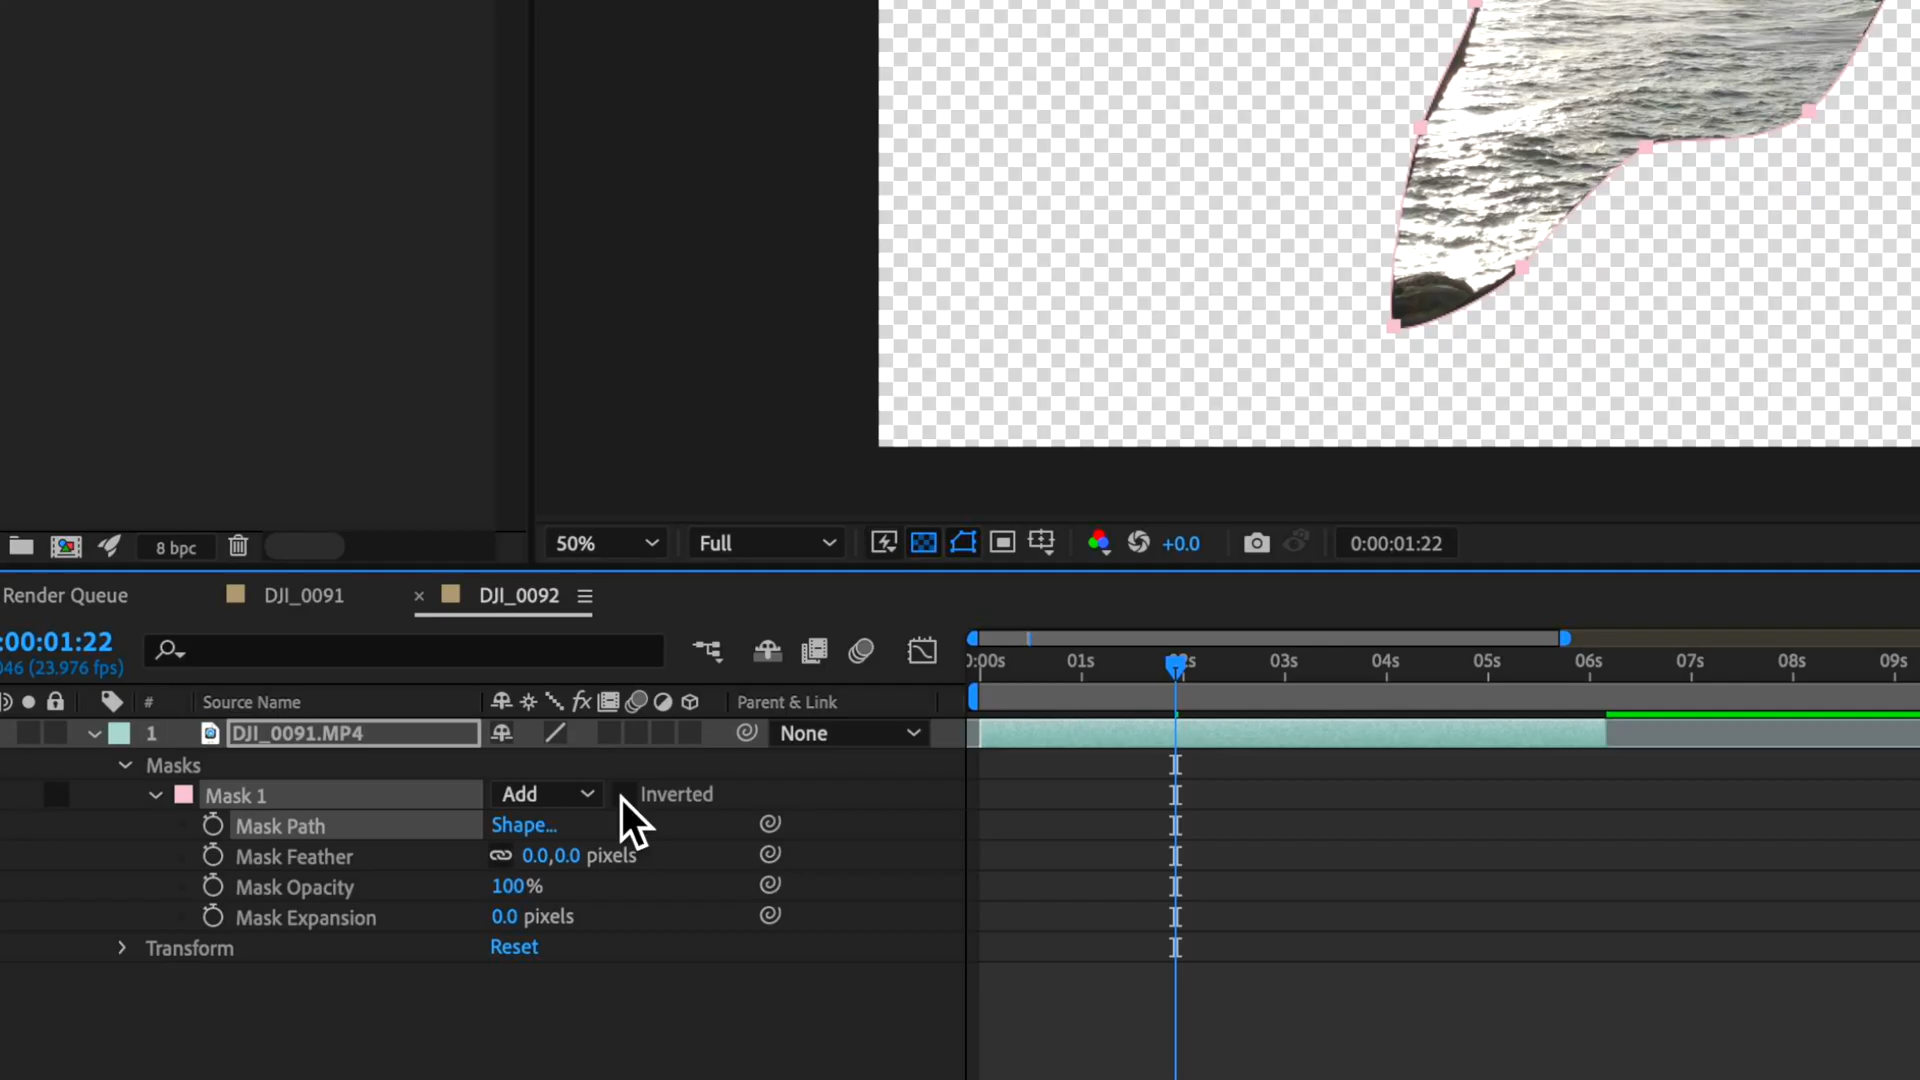 8 bpc
50%
Full
+0.0
0:00:01:22
Render Queue
DJI_0091
× DJI_0092
:00:01:22
046 (23.976 fps)
0:00s 01s 02s 03s 04s 05s 06s 07s 08s 09s
# Source Name
fx
Parent & Link
1 DJI_0091.MP4
None
Masks
Mask 1
Add
Inverted
Mask Path
Shape...
Mask Feather
0.0,0.0 pixels
Mask Opacity
100%
Mask Expansion
0.0 pixels
Transform
Reset